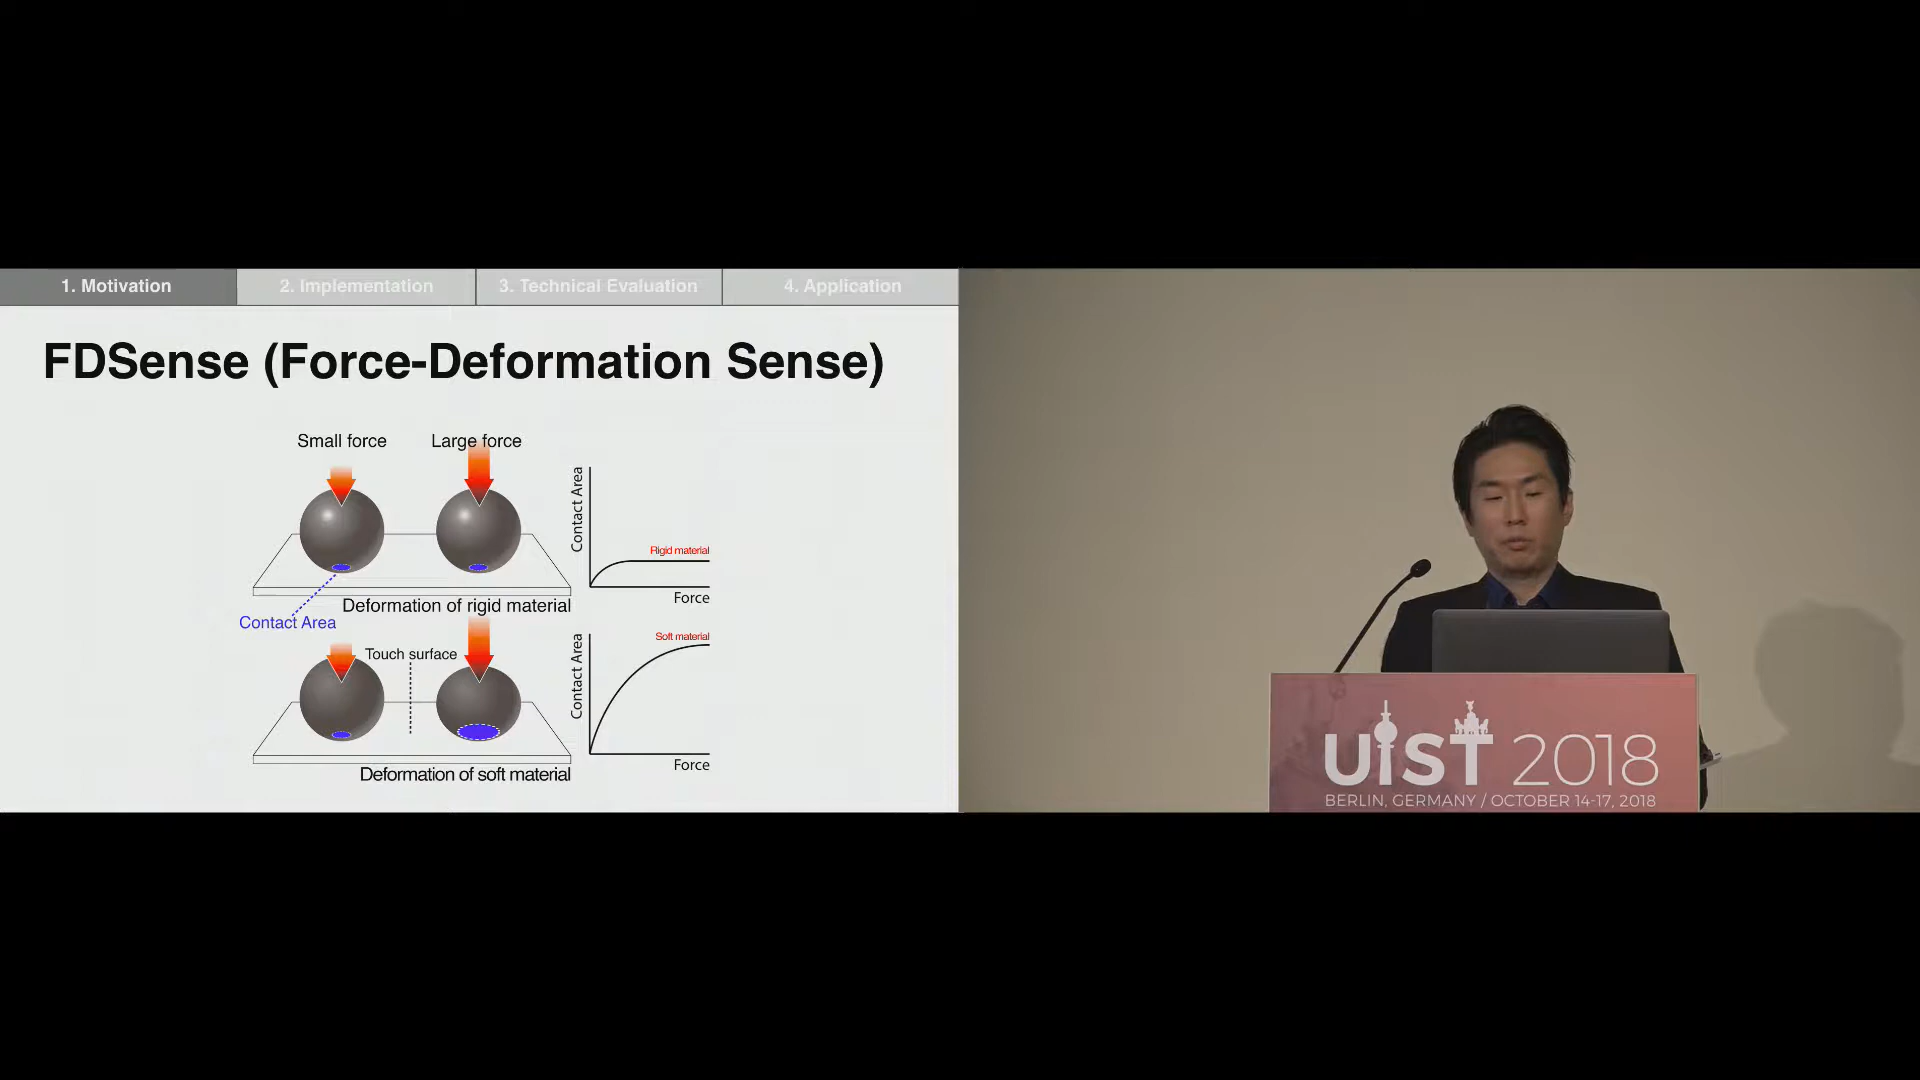 1. Motivation
2. Implementation
3. Technical Evaluation
4. Application
FDSense (Force-Deformation Sense)
Small force
Large force
Contact Area
Rigid material
Force
Deformation of rigid material
Contact Area
Touch surface
Contact Area
Soft material
Force
Deformation of soft material
UIST 2018
BERLIN, GERMANY / OCTOBER 14-17, 2018